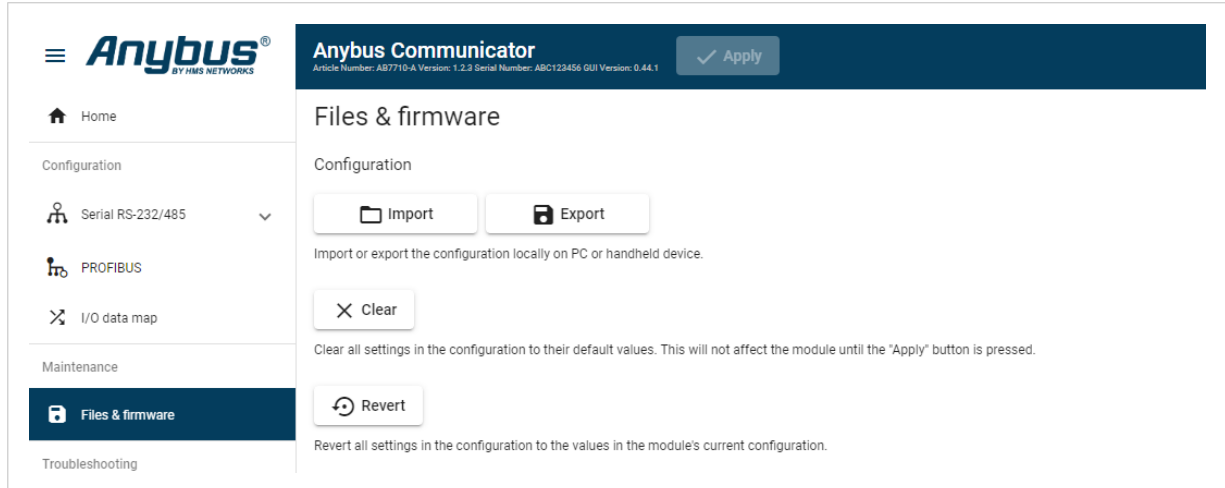 Anybus®
BY HMS NETWORKS
Anybus Communicator
Article Number: AB7710-A Version: 1.2.3 Serial Number: ABC123456 GUI Version: 0.44.1
Apply
Home
Configuration
Serial RS-232/485
PROFIBUS
I/O data map
Maintenance
Files & firmware
Troubleshooting
Files & firmware
Configuration
Import
Export
Import or export the configuration locally on PC or handheld device.
Clear
Clear all settings in the configuration to their default values. This will not affect the module until the "Apply" button is pressed.
Revert
Revert all settings in the configuration to the values in the module's current configuration.